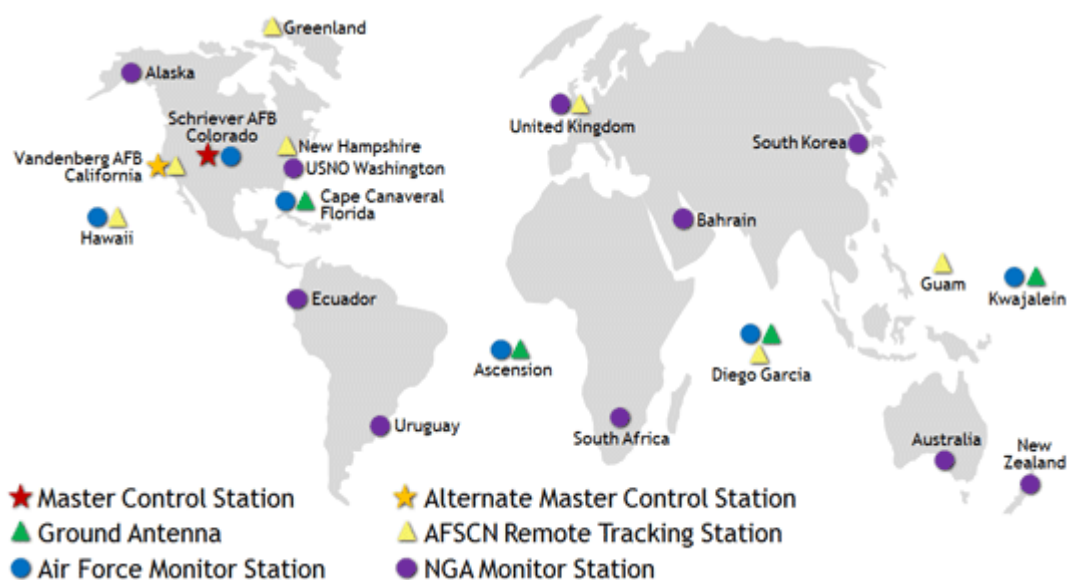 Greenland
Alaska
Schriever AFB
Colorado
United Kingdom
New Hampshire
South Korea
Vandenberg AFB
California
USNO Washington
Cape Canaveral
Florida
Bahrain
Hawaii
Guam
Kwajalein
Ecuador
Ascension
Diego Garcia
Uruguay
South Africa
Australia
New
Zealand
Master Control Station
Alternate Master Control Station
Ground Antenna
AFSCN Remote Tracking Station
Air Force Monitor Station
NGA Monitor Station